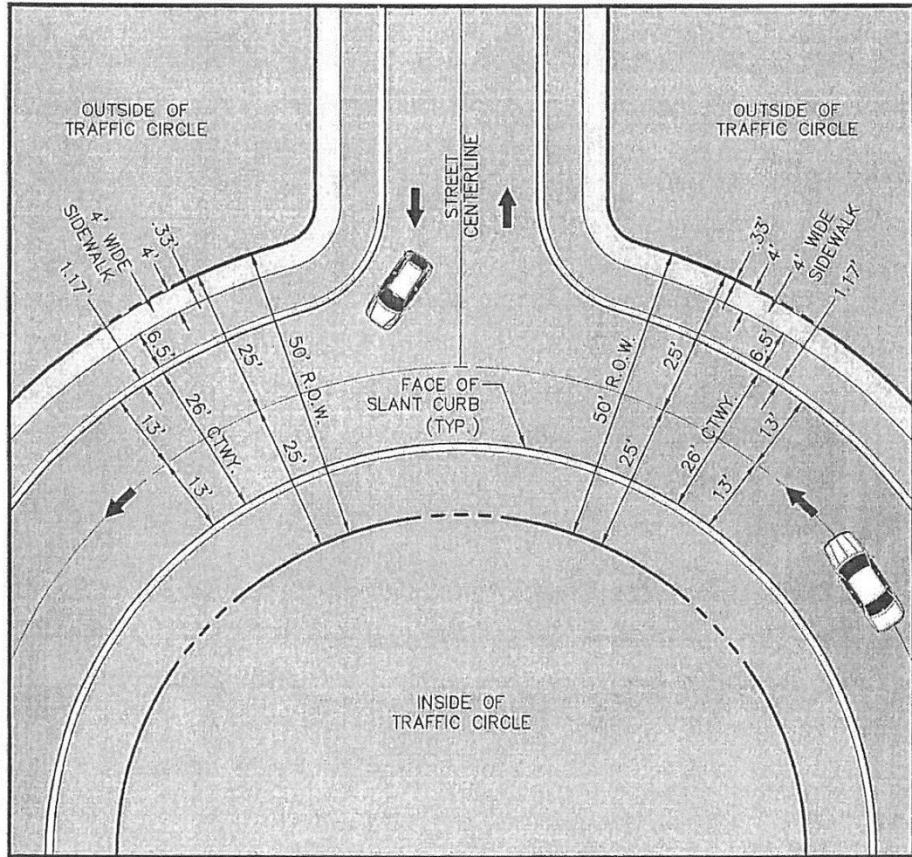 OUTSIDE OF
TRAFFIC CIRCLE
OUTSIDE OF
TRAFFIC CIRCLE
STREET
CENTERLINE
.33'
4'
4' WIDE
SIDEWALK
1.17'
6.5'
25'
50' R.O.W.
13'
26'
CTWY.
25'
13'
FACE OF
SLANT CURB
(TYP.)
.33'
4'
4' WIDE
SIDEWALK
1.17'
6.5'
25'
50' R.O.W.
13'
26' CTWY.
25'
13'
INSIDE OF
TRAFFIC CIRCLE